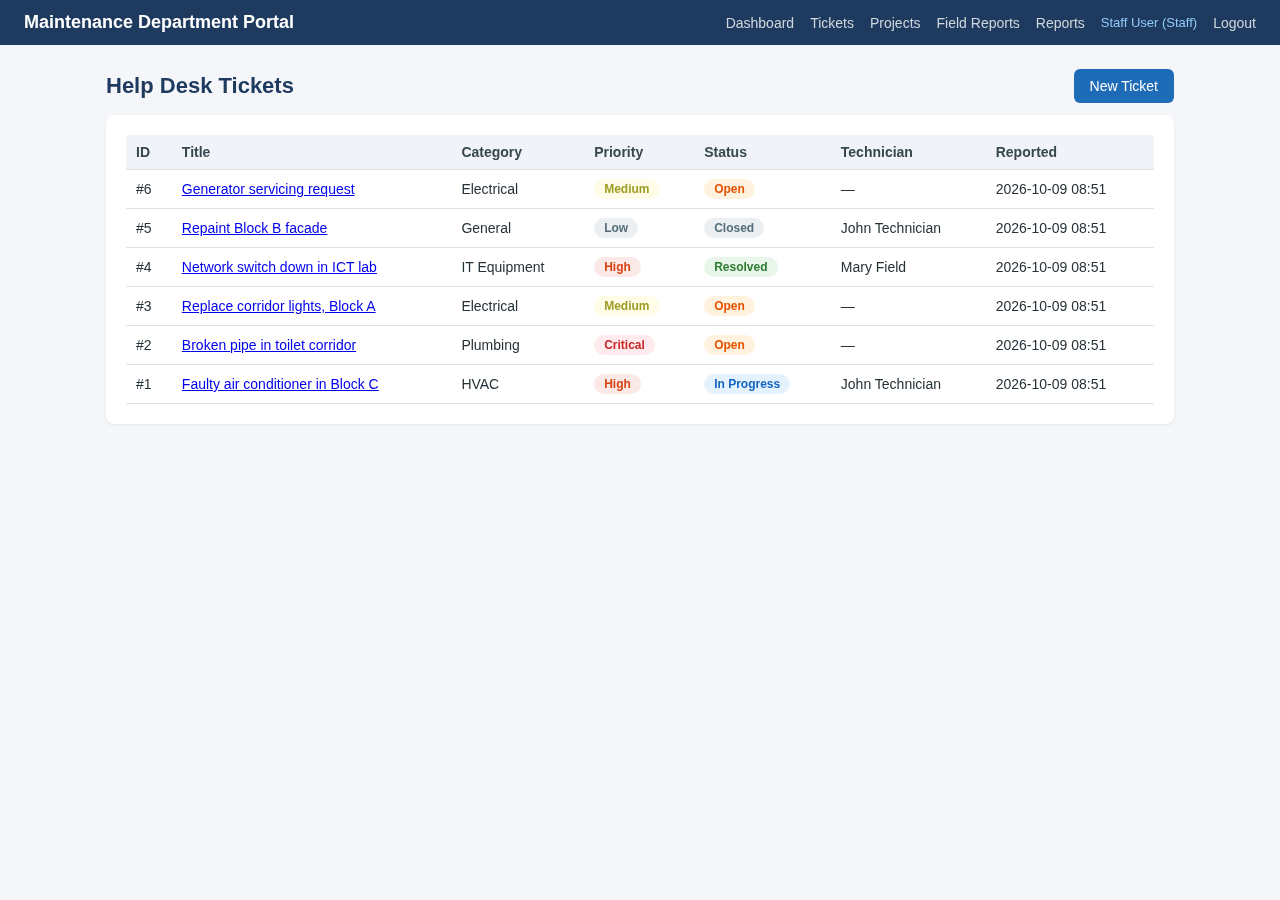 Maintenance Department Portal Dashboard Tickets Projects Field Reports Reports Staff User (Staff) Logout
Help Desk Tickets New Ticket
ID Title Category Priority Status Technician Reported
#6 Generator servicing request Electrical Medium Open — 2026-10-09 08:51
#5 Repaint Block B facade General Low Closed John Technician 2026-10-09 08:51
#4 Network switch down in ICT lab IT Equipment High Resolved Mary Field 2026-10-09 08:51
#3 Replace corridor lights, Block A Electrical Medium Open — 2026-10-09 08:51
#2 Broken pipe in toilet corridor Plumbing Critical Open — 2026-10-09 08:51
#1 Faulty air conditioner in Block C HVAC High In Progress John Technician 2026-10-09 08:51